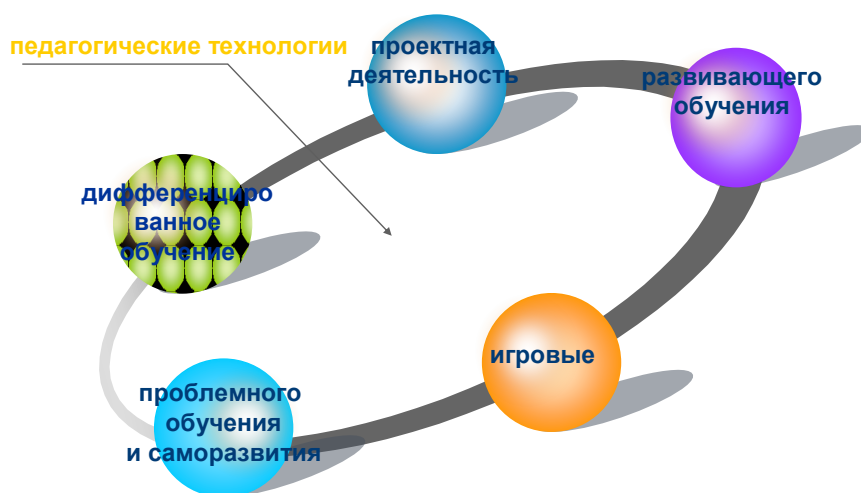 педагогические технологии
проектная
деятельность
развивающего
обучения
дифференциро
ванное
обучение
игровые
проблемного
обучения
и саморазвития